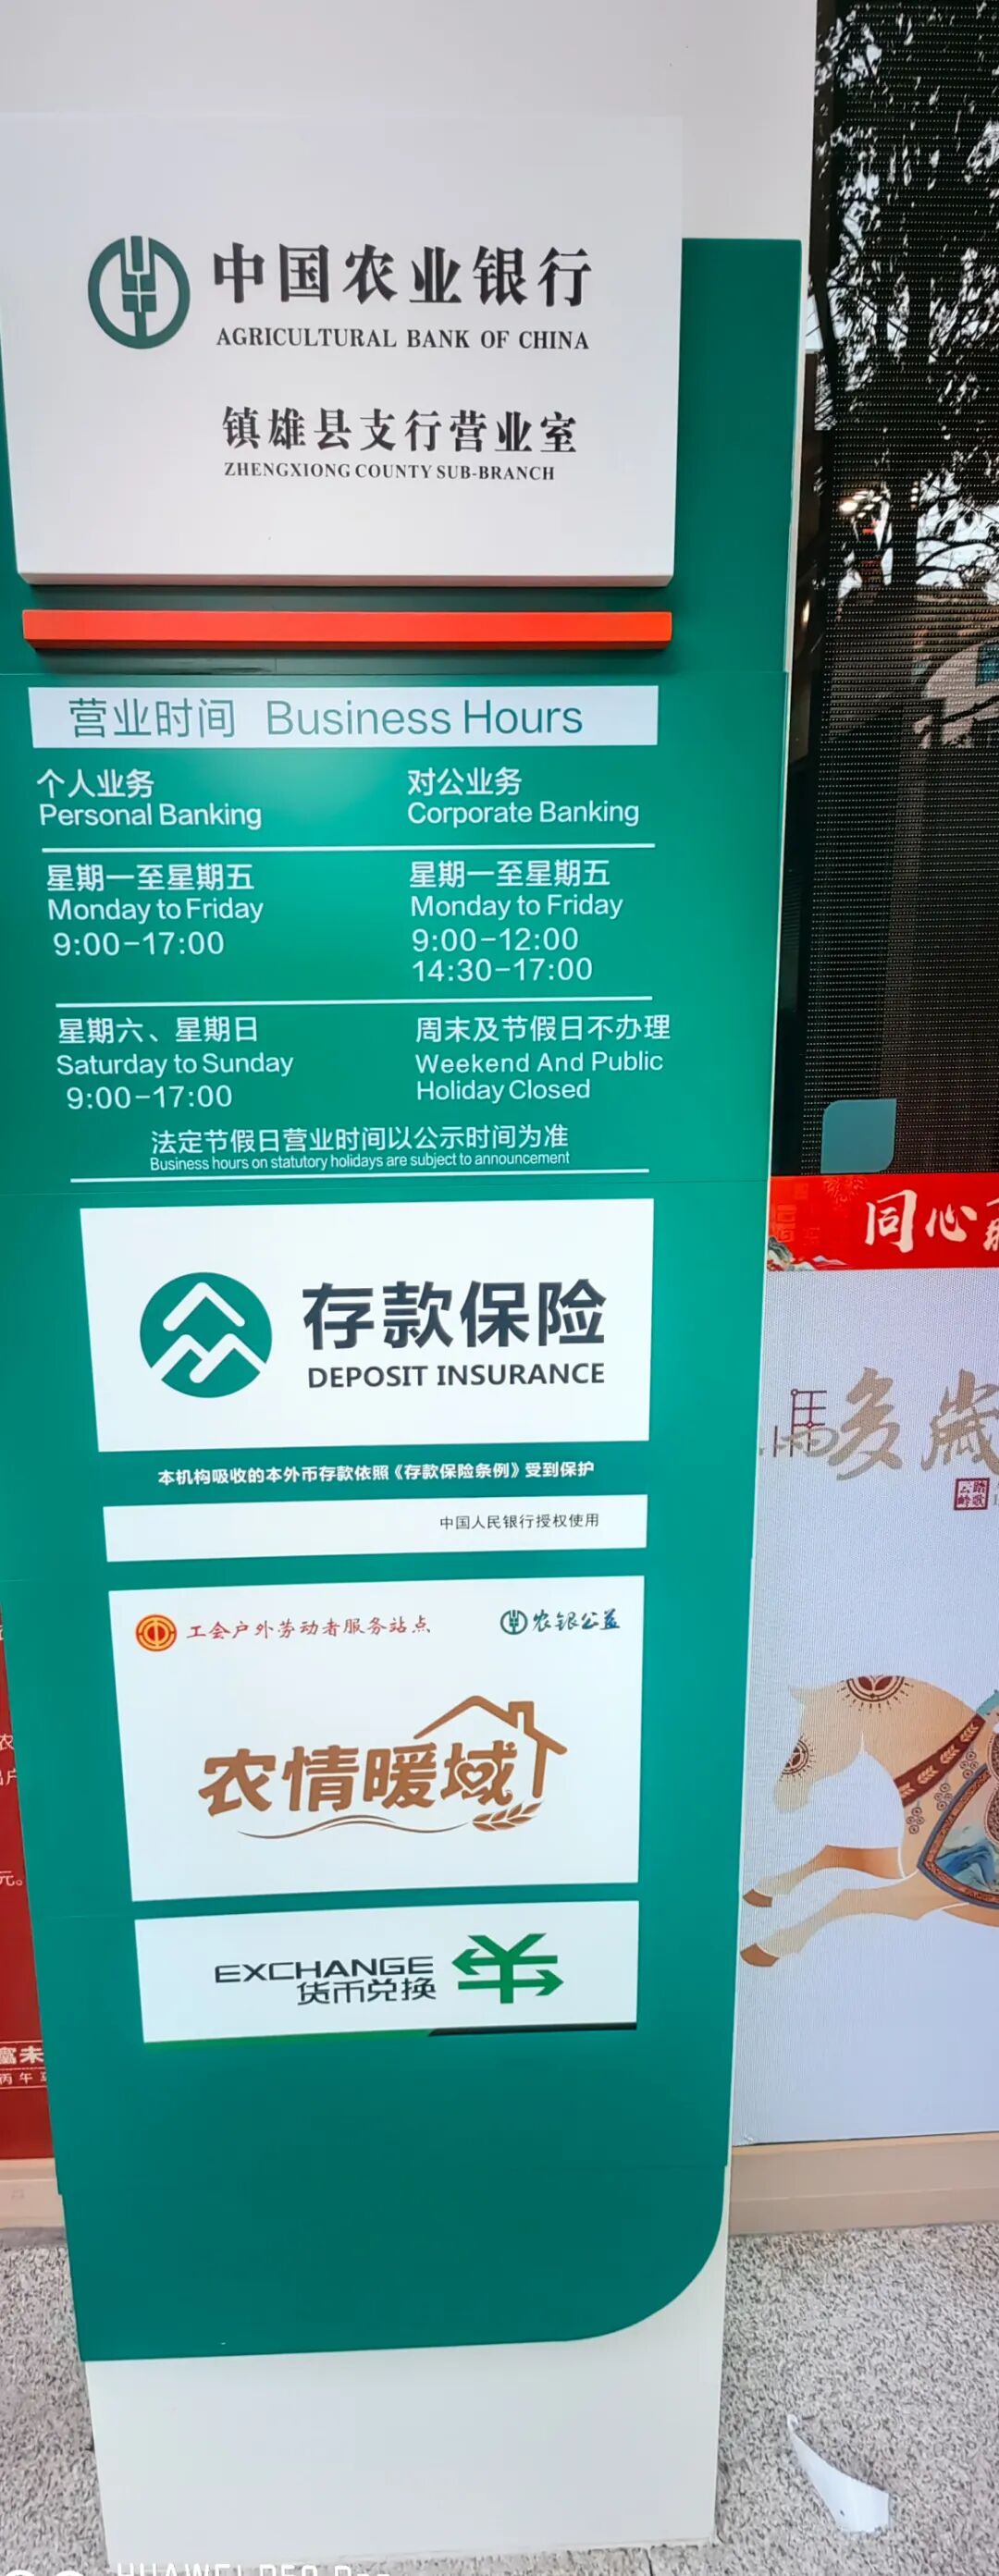 中国农业银行
AGRICULTURAL BANK OF CHINA
镇雄县支行营业室
ZHENGXIONG COUNTY SUB-BRANCH
营业时间 Business Hours
个人业务
Personal Banking
星期一至星期五
Monday to Friday
9:00-17:00
星期六、星期日
Saturday to Sunday
9:00-17:00
对公业务
Corporate Banking
星期一至星期五
Monday to Friday
9:00-12:00
14:30-17:00
周末及节假日不办理
Weekend And Public
Holiday Closed
法定节假日营业时间以公示时间为准
Business hours on statutory holidays are subject to announcement
存款保险
DEPOSIT INSURANCE
本机构吸收的本外币存款依照《存款保险条例》受到保护
中国人民银行授权使用
工会户外劳动者服务站点
农银公益
农情暖域
EXCHANGE
货币兑换
同心
多歲
元。
未
丙午